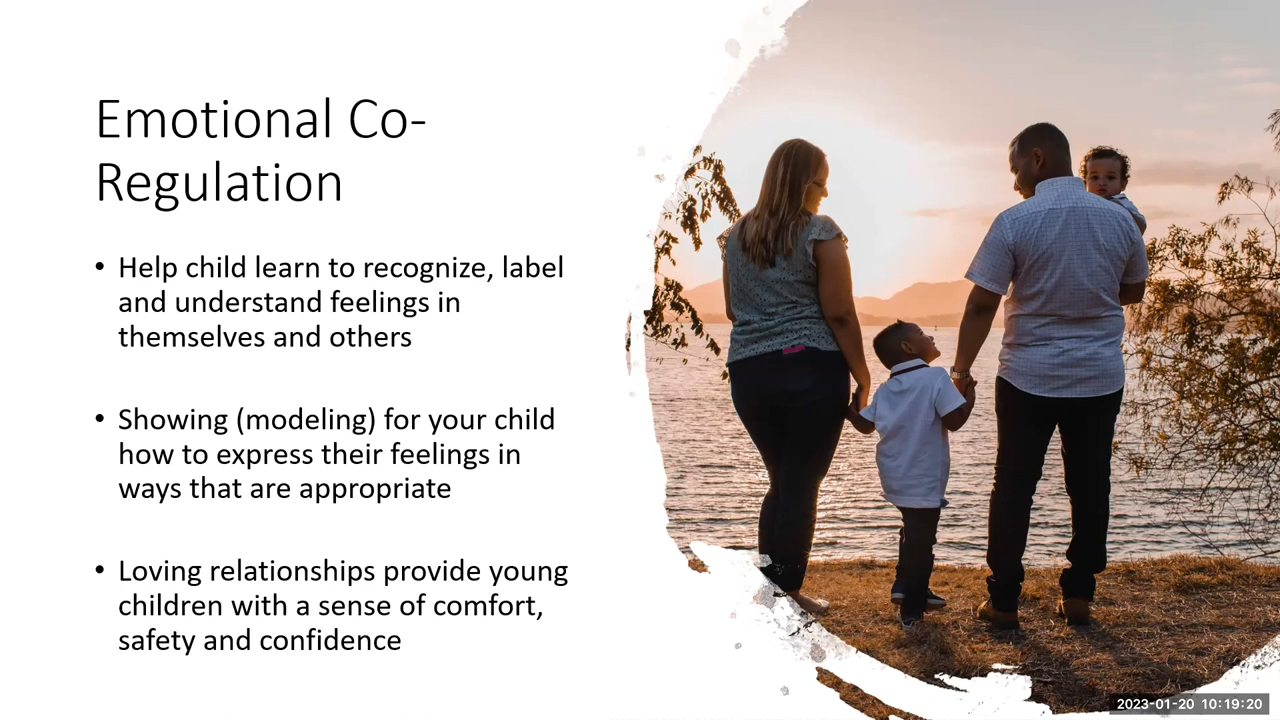 Emotional Co-
Regulation
• Help child learn to recognize, label
and understand feelings in
themselves and others
• Showing (modeling) for your child
how to express their feelings in
ways that are appropriate
• Loving relationships provide young
children with a sense of comfort,
safety and confidence
2023-01-20 10:19:20